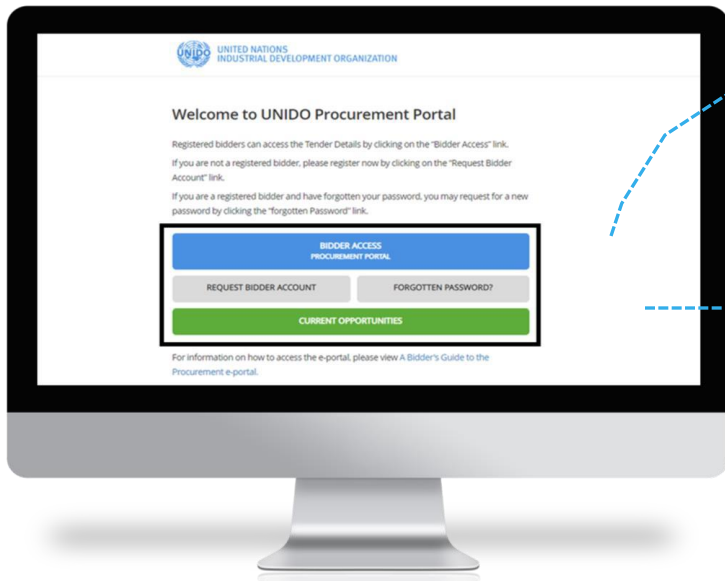 UNIDO
UNITED NATIONS
INDUSTRIAL DEVELOPMENT ORGANIZATION
Welcome to UNIDO Procurement Portal
Registered bidders can access the Tender Details by clicking on the "Bidder Access" link.
If you are not a registered bidder, please register now by clicking on the "Request Bidder
Account" link.
If you are a registered bidder and have forgotten your password, you may request for a new
password by clicking the "forgotten Password" link.
BIDDER ACCESS
PROCUREMENT PORTAL
REQUEST BIDDER ACCOUNT
FORGOTTEN PASSWORD?
CURRENT OPPORTUNITIES
For information on how to access the e-portal, please view A Bidder's Guide to the
Procurement e-portal.